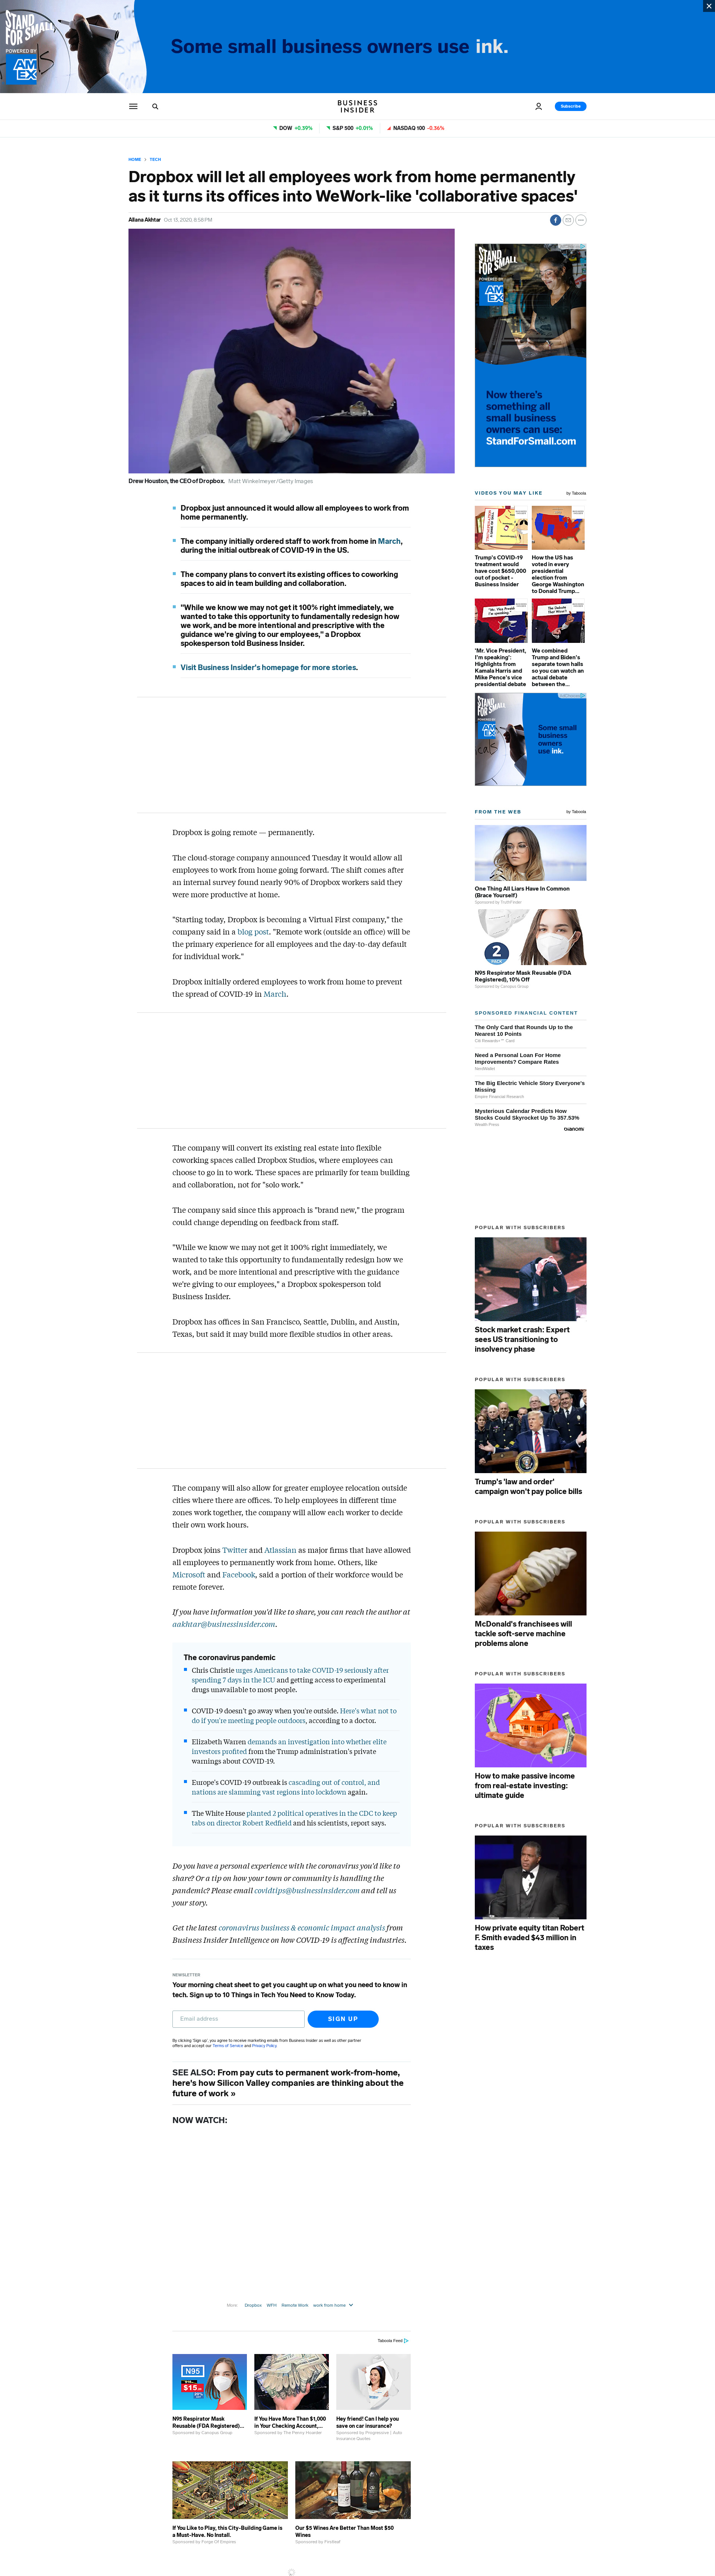 STAND
FOR SMALL
POWERED BY
AM
EX
Some small business owners use ink.
BUSINESS
INSIDER
Subscribe
DOW +0.39% S&P 500 +0.01% NASDAQ 100 -0.36%
HOME > TECH
Dropbox will let all employees work from home permanently
as it turns its offices into WeWork-like 'collaborative spaces'
Allana Akhtar Oct 13, 2020, 8:58 PM
Drew Houston, the CEO of Dropbox. Matt Winkelmeyer/Getty Images
Dropbox just announced it would allow all employees to work from
home permanently.
The company initially ordered staff to work from home in March,
during the initial outbreak of COVID-19 in the US.
The company plans to convert its existing offices to coworking
spaces to aid in team building and collaboration.
"While we know we may not get it 100% right immediately, we
wanted to take this opportunity to fundamentally redesign how
we work, and be more intentional and prescriptive with the
guidance we're giving to our employees," a Dropbox
spokesperson told Business Insider.
Visit Business Insider's homepage for more stories.
Dropbox is going remote — permanently.
The cloud-storage company announced Tuesday it would allow all
employees to work from home going forward. The shift comes after
an internal survey found nearly 90% of Dropbox workers said they
were more productive at home.
"Starting today, Dropbox is becoming a Virtual First company," the
company said in a blog post. "Remote work (outside an office) will be
the primary experience for all employees and the day-to-day default
for individual work."
Dropbox initially ordered employees to work from home to prevent
the spread of COVID-19 in March.
The company will convert its existing real estate into flexible
coworking spaces called Dropbox Studios, where employees can
choose to go in to work. These spaces are primarily for team building
and collaboration, not "solo work."
The company said since this approach is "brand new," the program
could change depending on feedback from staff.
"While we know we may not get it 100% right immediately, we
wanted to take this opportunity to fundamentally redesign how we
work, and be more intentional and prescriptive with the guidance
we're giving to our employees," a Dropbox spokesperson told
Business Insider.
Dropbox has offices in San Francisco, Seattle, Dublin, and Austin,
Texas, but said it may build more flexible studios in other areas.
The company will also allow for greater employee relocation outside
cities where there are offices. To help employees in different time
zones work together, the company will allow each worker to decide
their own work hours.
Dropbox joins Twitter and Atlassian as major firms that have allowed
all employees to permanently work from home. Others, like
Microsoft and Facebook, said a portion of their workforce would be
remote forever.
If you have information you'd like to share, you can reach the author at
aakhtar@businessinsider.com.
The coronavirus pandemic
Chris Christie urges Americans to take COVID-19 seriously after
spending 7 days in the ICU and getting access to experimental
drugs unavailable to most people.
COVID-19 doesn't go away when you're outside. Here's what not to
do if you're meeting people outdoors, according to a doctor.
Elizabeth Warren demands an investigation into whether elite
investors profited from the Trump administration's private
warnings about COVID-19.
Europe's COVID-19 outbreak is cascading out of control, and
nations are slamming vast regions into lockdown again.
The White House planted 2 political operatives in the CDC to keep
tabs on director Robert Redfield and his scientists, report says.
Do you have a personal experience with the coronavirus you'd like to
share? Or a tip on how your town or community is handling the
pandemic? Please email covidtips@businessinsider.com and tell us
your story.
Get the latest coronavirus business & economic impact analysis from
Business Insider Intelligence on how COVID-19 is affecting industries.
NEWSLETTER
Your morning cheat sheet to get you caught up on what you need to know in
tech. Sign up to 10 Things in Tech You Need to Know Today.
Email address
SIGN UP
By clicking 'Sign up', you agree to receive marketing emails from Business Insider as well as other partner
offers and accept our Terms of Service and Privacy Policy
SEE ALSO: From pay cuts to permanent work-from-home,
here's how Silicon Valley companies are thinking about the
future of work »
NOW WATCH:
More: Dropbox WFH Remote Work work from home
Taboola Feed
N95
$15
N95 Respirator Mask
Reusable (FDA Registered)...
Sponsored by Canopus Group
If You Have More Than $1,000
in Your Checking Account,...
Sponsored by The Penny Hoarder
Hey friend! Can I help you
save on car insurance?
Sponsored by Progressive | Auto
Insurance Quotes
If You Like to Play, this City-Building Game is
a Must-Have. No Install.
Sponsored by Forge Of Empires
Our $5 Wines Are Better Than Most $50
Wines
Sponsored by Firstleaf
STAND
FOR SMALL
POWERED BY
AM
EX
Now there's
something all
small business
owners can use:
StandForSmall.com
VIDEOS YOU MAY LIKE by Taboola
Trump's COVID-19
treatment would
have cost $650,000
out of pocket -
Business Insider
How the US has
voted in every
presidential
election from
George Washington
to Donald Trump...
'Mr. Vice President,
I'm speaking':
Highlights from
Kamala Harris and
Mike Pence's vice
presidential debate
We combined
Trump and Biden's
separate town halls
so you can watch an
actual debate
between the...
STAND
FOR SMALL
AM
EX
Some small
business
owners
use ink.
FROM THE WEB by Taboola
One Thing All Liars Have In Common
(Brace Yourself)
Sponsored by TruthFinder
2
PACK
N95 Respirator Mask Reusable (FDA
Registered), 10% Off
Sponsored by Canopus Group
SPONSORED FINANCIAL CONTENT
The Only Card that Rounds Up to the
Nearest 10 Points
Citi Rewards+℠ Card
Need a Personal Loan For Home
Improvements? Compare Rates
NerdWallet
The Big Electric Vehicle Story Everyone's
Missing
Empire Financial Research
Mysterious Calendar Predicts How
Stocks Could Skyrocket Up To 357.53%
Wealth Press
POPULAR WITH SUBSCRIBERS
Stock market crash: Expert
sees US transitioning to
insolvency phase
POPULAR WITH SUBSCRIBERS
Trump's 'law and order'
campaign won't pay police bills
POPULAR WITH SUBSCRIBERS
McDonald's franchisees will
tackle soft-serve machine
problems alone
POPULAR WITH SUBSCRIBERS
How to make passive income
from real-estate investing:
ultimate guide
POPULAR WITH SUBSCRIBERS
How private equity titan Robert
F. Smith evaded $43 million in
taxes